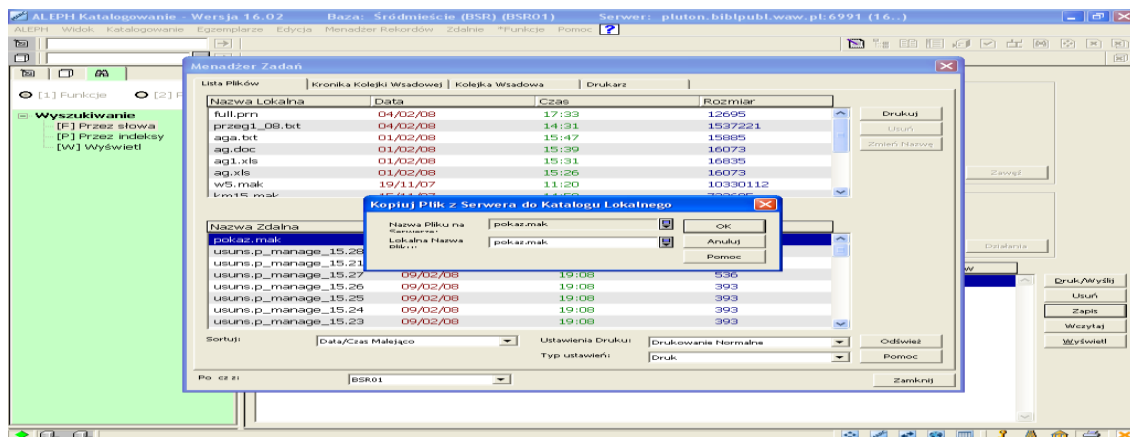 ALEPH Katalogowanie - Wersja 16.02 Baza: Śródmieście (BSR) (BSR01) Serwer: pluton.biblpubl.waw.pl:6991 (16..)
ALEPH Widok Katalogowanie Egzemplarze Edycja Menadżer Rekordów Zdalnie *Funkcje Pomoc ?
Menadżer Zadań
Lista Plików Kronika Kolejki Wsadowej Kolejka Wsadowa Drukarz
[1] Funkcje [2] F
Wyszukiwanie
[F] Przez słowa
[P] Przez indeksy
[W] Wyświetl
Nazwa Lokalna Data Czas Rozmiar
full.prn 04/02/08 17:33 12695
przeg1_08.txt 04/02/08 14:31 1537221
aga.txt 01/02/08 15:47 15885
ag.doc 01/02/08 15:39 16073
ag1.xls 01/02/08 15:31 16835
ag.xls 01/02/08 15:26 16073
w5.mak 19/11/07 11:20 10330112
km15.mak
Drukuj
Usuń
Zmień Nazwę
Zawęź
Kopiuj Plik z Serwera do Katalogu Lokalnego
Nazwa Pliku na pokaz.mak OK
Lokalna Nazwa pokaz.mak Anuluj
Pomoc
Nazwa Zdalna
pokaz.mak
usuns.p_manage_15.28
usuns.p_manage_15.21
usuns.p_manage_15.27 09/02/08 19:08 536
usuns.p_manage_15.26 09/02/08 19:08 393
usuns.p_manage_15.25 09/02/08 19:08 393
usuns.p_manage_15.24 09/02/08 19:08 393
usuns.p_manage_15.23 09/02/08 19:08 393
Działania
Druk/Wyślij
Usuń
Zapis
Wczytaj
Wyświetl
Sortuj: Data/Czas Malejąco Ustawienia Druku: Drukowanie Normalne Odśwież
Typ ustawień: Druk Pomoc
BSR01 Zamknij